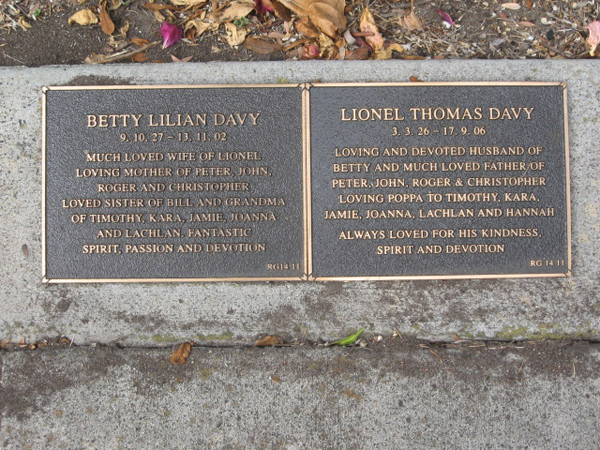 BETTY LILIAN DAVY
9. 10. 27 - 13. 11. 02
MUCH LOVED WIFE OF LIONEL
LOVING MOTHER OF PETER, JOHN,
ROGER AND CHRISTOPHER
LOVED SISTER OF BILL AND GRANDMA
OF TIMOTHY, KARA, JAMIE, JOANNA
AND LACHLAN, FANTASTIC
SPIRIT, PASSION AND DEVOTION
RG14 11
LIONEL THOMAS DAVY
3. 3. 26 - 17. 9. 06
LOVING AND DEVOTED HUSBAND OF
BETTY AND MUCH LOVED FATHER OF
PETER, JOHN, ROGER & CHRISTOPHER
LOVING POPPA TO TIMOTHY, KARA,
JAMIE, JOANNA, LACHLAN AND HANNAH
ALWAYS LOVED FOR HIS KINDNESS,
SPIRIT AND DEVOTION
RG 14 11